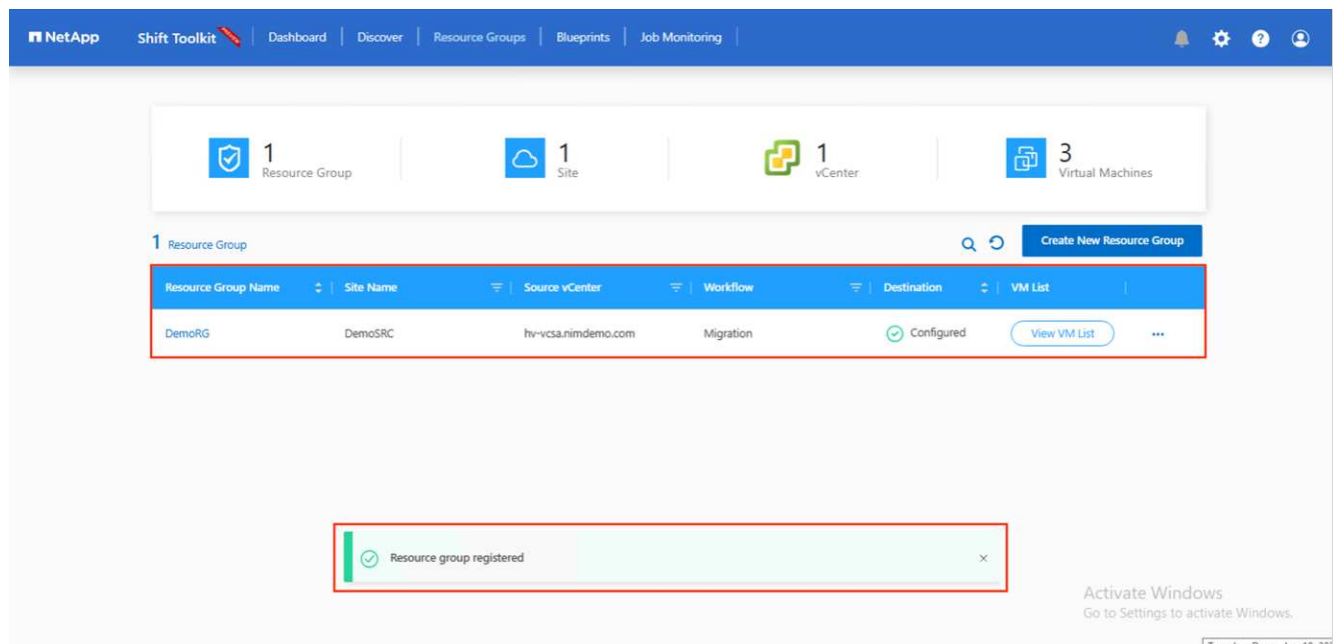 NetApp Shift Toolkit Dashboard Discover Resource Groups Blueprints Job Monitoring
1 Resource Group
1 Site
1 vCenter
3 Virtual Machines
1 Resource Group
Create New Resource Group
Resource Group Name Site Name Source vCenter Workflow Destination VM List
DemoRG DemoSRC hv-vcsa.nimdemo.com Migration Configured View VM List
Resource group registered
Activate Windows
Go to Settings to activate Windows.